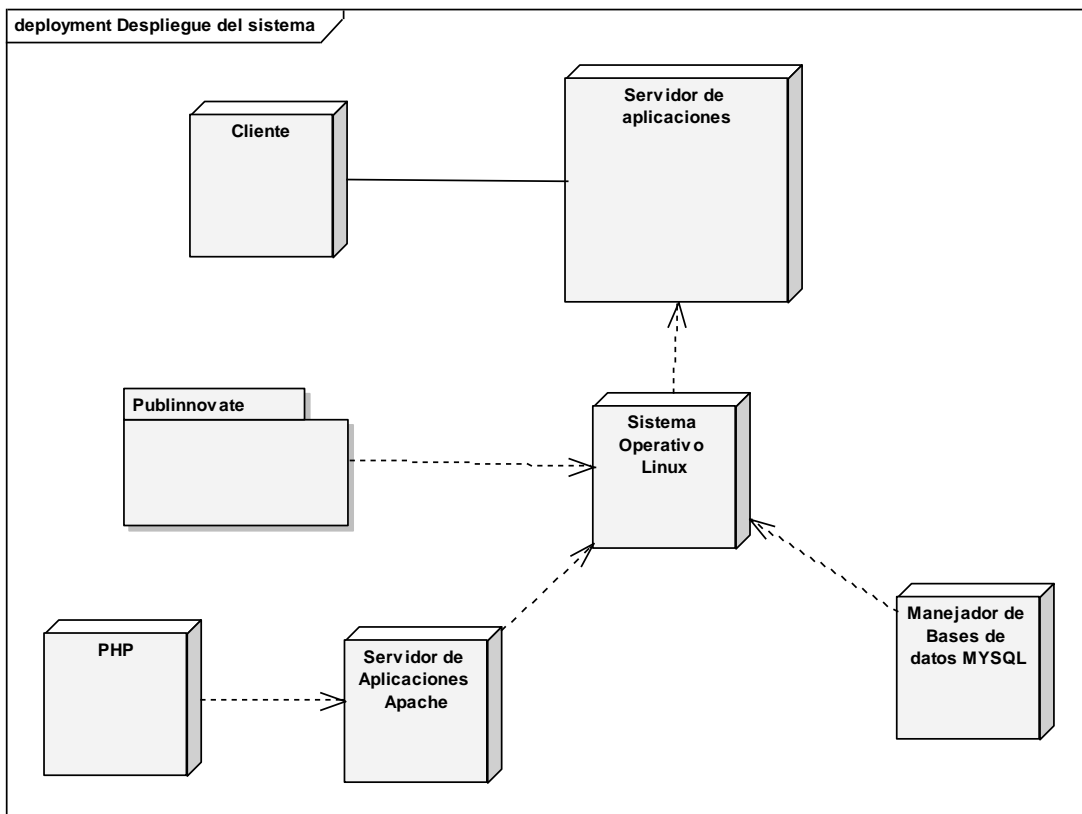 deployment Despliegue del sistema
Cliente
Servidor de
aplicaciones
Publinnovate
Sistema
Operativo
Linux
PHP
Servidor de
Aplicaciones
Apache
Manejador de
Bases de
datos MYSQL